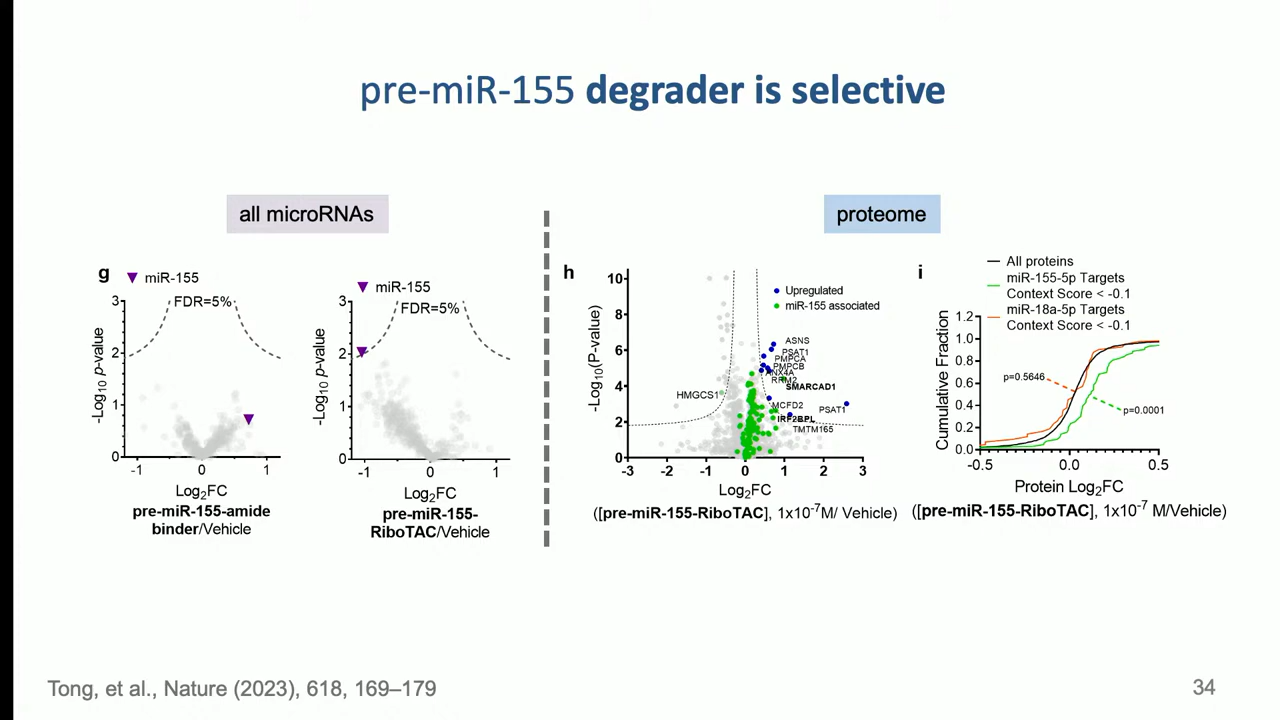 pre-miR-155 degrader is selective
all microRNAs
proteome
g
miR-155
FDR=5%
3
2
1
0
-Log10 p-value
-1
0
1
Log2FC
pre-miR-155-amide
binder/Vehicle
miR-155
FDR=5%
3
2
1
0
-Log10 p-value
-1
0
1
Log2FC
pre-miR-155-
RiboTAC/Vehicle
h
10
8
6
4
2
0
-Log10(P-value)
Upregulated
miR-155 associated
ASNS
PSAT1
PMPCA
PMPCB
ANX4A
RRM2
SMARCAD1
HMGCS1
MCFD2
PSAT1
IRF2BPL
TMTM165
-3
-2
-1
0
1
2
3
Log2FC
([pre-miR-155-RiboTAC], 1x10-7M/ Vehicle)
i
All proteins
miR-155-5p Targets
Context Score < -0.1
miR-18a-5p Targets
Context Score < -0.1
1.2
1.0
0.8
0.6
0.4
0.2
0.0
Cumulative Fraction
p=0.5646
p=0.0001
-0.5
0.0
0.5
Protein Log2FC
([pre-miR-155-RiboTAC], 1x10-7 M/Vehicle)
Tong, et al., Nature (2023), 618, 169–179
34